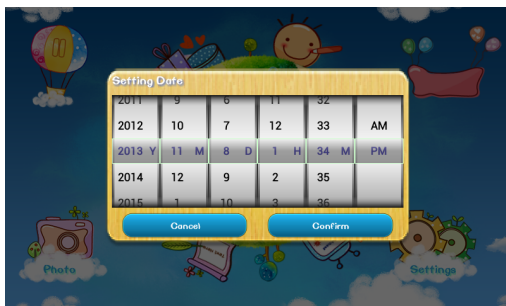 Setting Date
2011 9 6 11 32
2012 10 7 12 33 AM
2013 Y 11 M 8 D 1 H 34 M PM
2014 12 9 2 35
2015 1 10 3 36
Cancel Confirm
Photo Settings